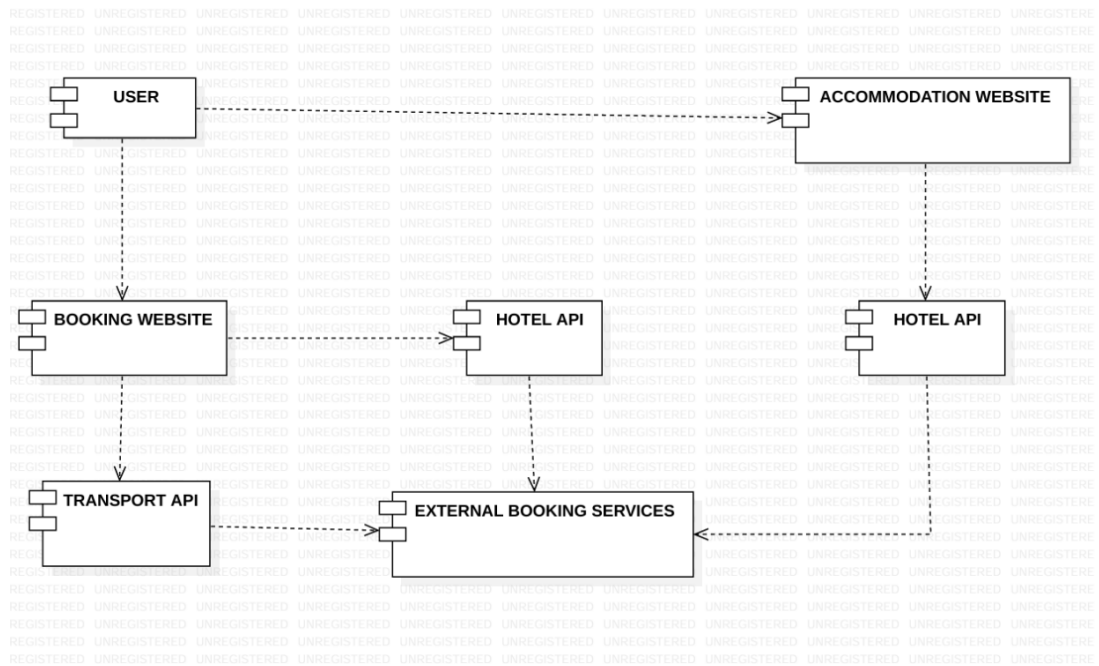 USER
ACCOMMODATION WEBSITE
BOOKING WEBSITE
HOTEL API
HOTEL API
TRANSPORT API
EXTERNAL BOOKING SERVICES